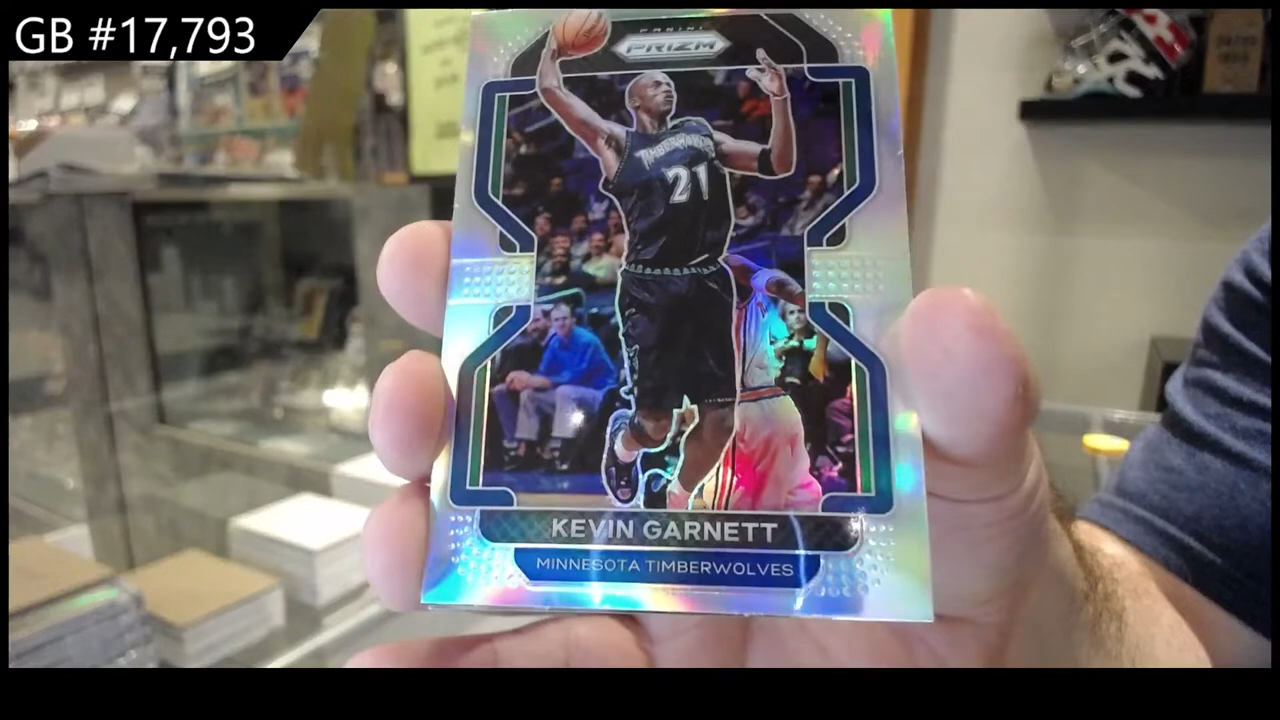 GB #17,793
PANINI
PRIZM
TIMBERWOLVES
21
KEVIN GARNETT
MINNESOTA TIMBERWOLVES